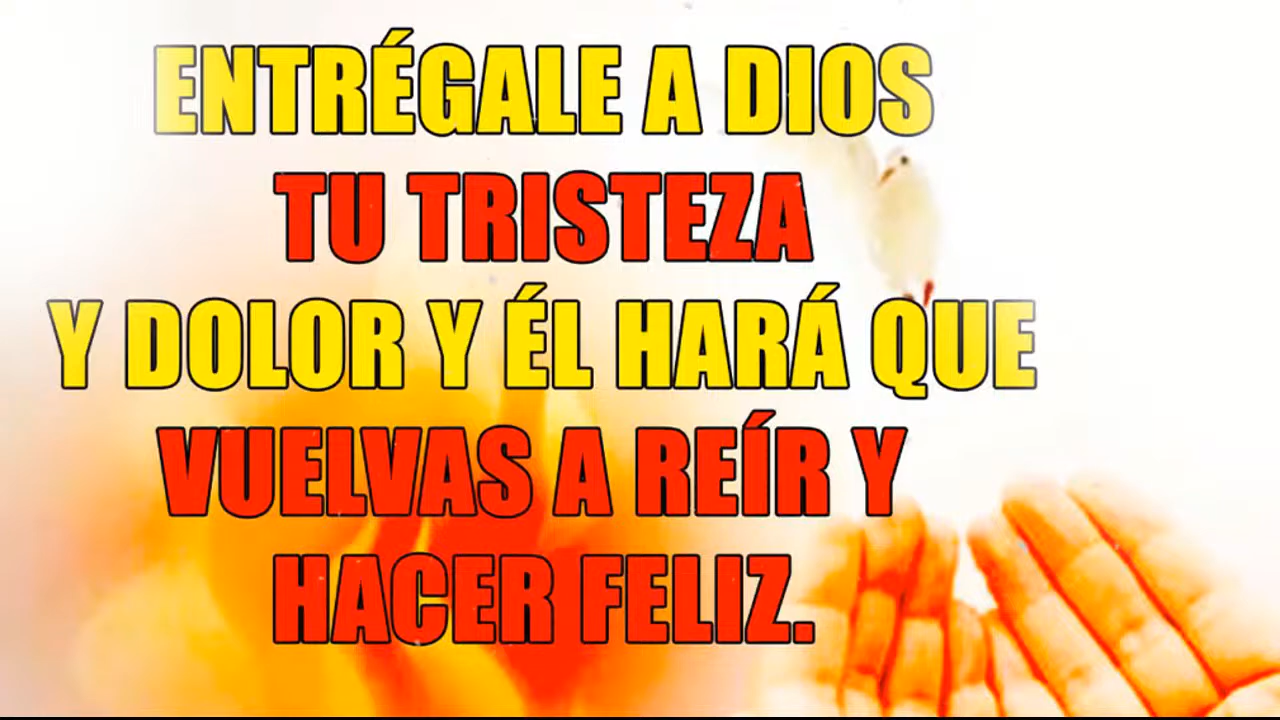 ENTRÉGALE A DIOS
TU TRISTEZA
Y DOLOR Y ÉL HARÁ QUE
VUELVAS A REÍR Y
HACER FELIZ.